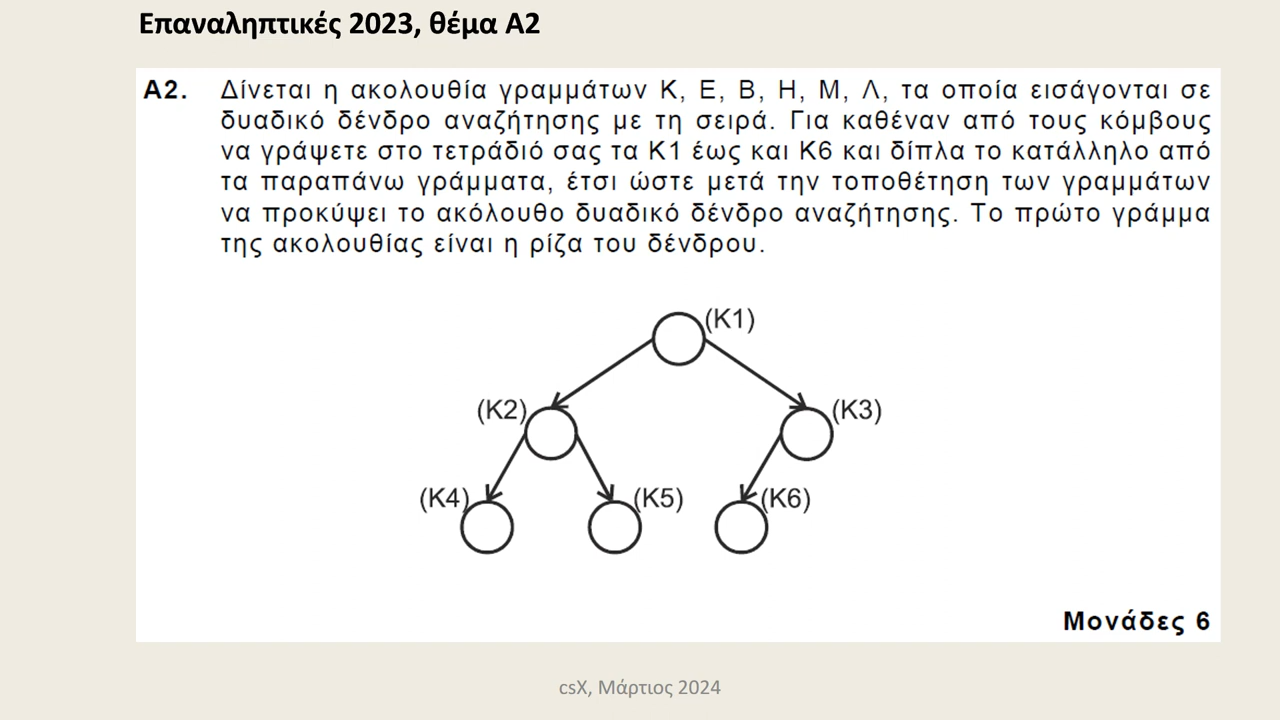 Επαναληπτικές 2023, θέμα Α2
Α2. Δίνεται η ακολουθία γραμμάτων Κ, Ε, Β, Η, Μ, Λ, τα οποία εισάγονται σε
δυαδικό δένδρο αναζήτησης με τη σειρά. Για καθέναν από τους κόμβους
να γράψετε στο τετράδιό σας τα Κ1 έως και Κ6 και δίπλα το κατάλληλο από
τα παραπάνω γράμματα, έτσι ώστε μετά την τοποθέτηση των γραμμάτων
να προκύψει το ακόλουθο δυαδικό δένδρο αναζήτησης. Το πρώτο γράμμα
της ακολουθίας είναι η ρίζα του δένδρου.
(Κ1)
(Κ2)
(Κ3)
(Κ4)
(Κ5)
(Κ6)
Μονάδες 6
csX, Μάρτιος 2024